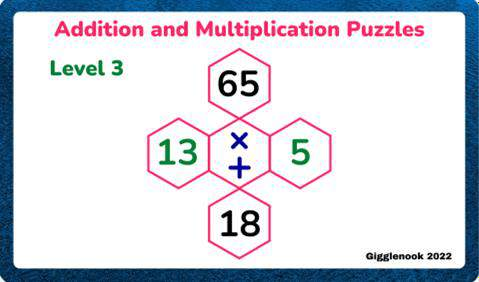 Addition and Multiplication Puzzles
Level 3
65
13 × 5
+
18
Gigglenook 2022